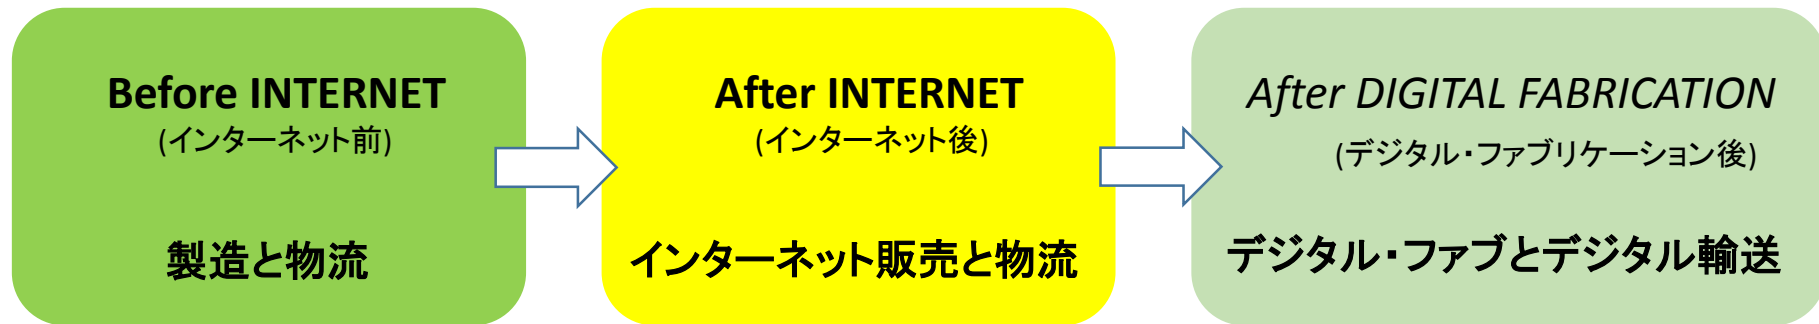 Before INTERNET
(インターネット前)
製造と物流
After INTERNET
(インターネット後)
インターネット販売と物流
After DIGITAL FABRICATION
(デジタル・ファブリケーション後)
デジタル・ファブとデジタル輸送